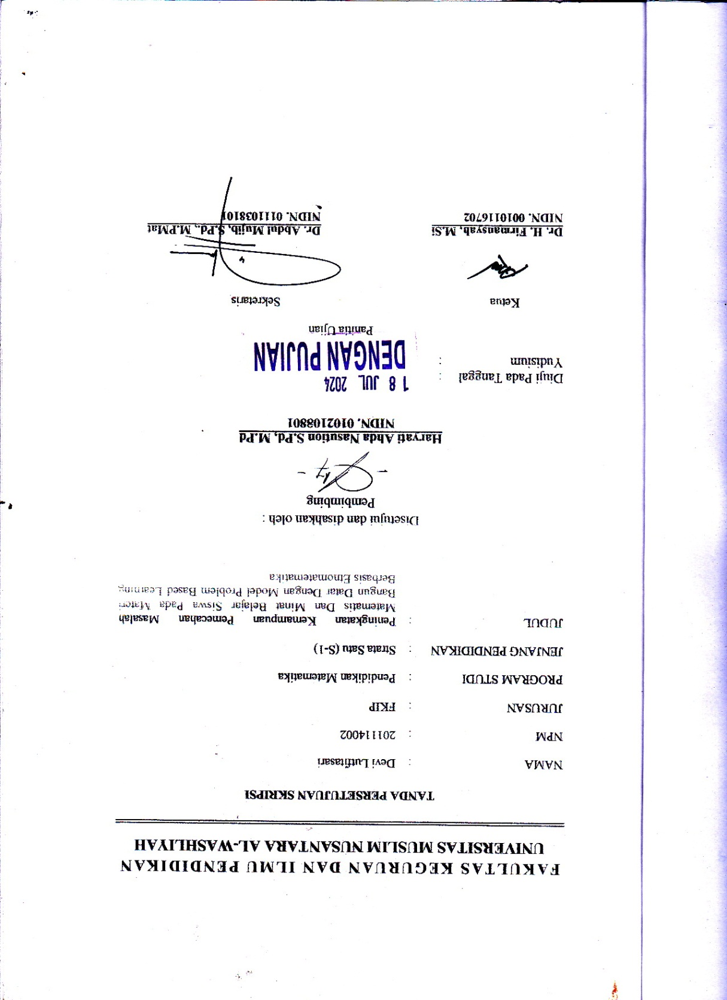 FAKULTAS KEGURUAN DAN ILMU PENDIDIKAN
UNIVERSITAS MUSLIM NUSANTARA AL-WASHLIYAH
TANDA PERSETUJUAN SKRIPSI
NAMA : Devi Lutfitasari
NPM : 201114002
JURUSAN : FKIP
PROGRAM STUDI : Pendidikan Matematika
JENJANG PENDIDIKAN : Strata Satu (S-1)
JUDUL : Peningkatan Kemampuan Pemecahan Masalah
Matematis Dan Minat Belajar Siswa Pada Materi
Bangun Datar Dengan Model Problem Based Learning
Berbasis Etnomatematika
Disetujui dan disahkan oleh :
Pembimbing
Haryati Ahda Nasution S.Pd, M.Pd
NIDN. 0102108801
Diuji Pada Tanggal : 18 JUL 2024
Yudisium : DENGAN PUJIAN
Panitia Ujian
Ketua Sekretaris
Dr. H. Firmansyah, M.Si Dr. Abdul Mujib, S.Pd., M.PMat
NIDN. 0010116702 NIDN. 0111038101